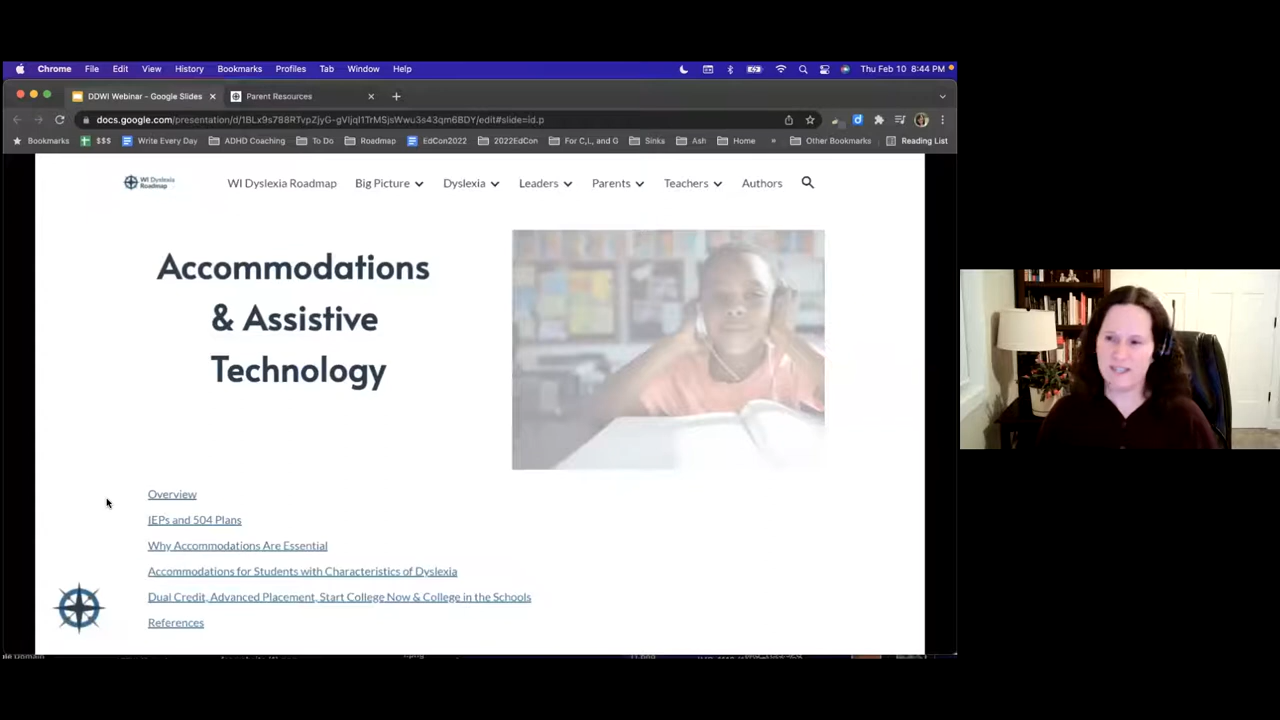 Chrome File Edit View History Bookmarks Profiles Tab Window Help Thu Feb 10 8:44 PM
DDWI Webinar - Google Slides Parent Resources
docs.google.com/presentation/d/1BLx9s788RTvpZjyG-gVljqI1TrMSjsWwu3s43qm6BDY/edit#slide=id.p
Bookmarks $$$ Write Every Day ADHD Coaching To Do Roadmap EdCon2022 2022EdCon For C,L, and G Sinks Ash Home » Other Bookmarks Reading List
WI Dyslexia
Roadmap
WI Dyslexia Roadmap Big Picture Dyslexia Leaders Parents Teachers Authors
Accommodations
& Assistive
Technology
Overview
IEPs and 504 Plans
Why Accommodations Are Essential
Accommodations for Students with Characteristics of Dyslexia
Dual Credit, Advanced Placement, Start College Now & College in the Schools
References